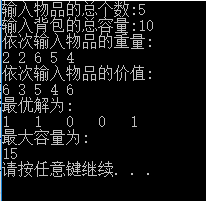 输入物品的总个数:5
输入背包的总容量:10
依次输入物品的重量:
2 2 6 5 4
依次输入物品的价值:
6 3 5 4 6
最优解为:
1 1 0 0 1
最大容量为:
15
请按任意键继续. . .